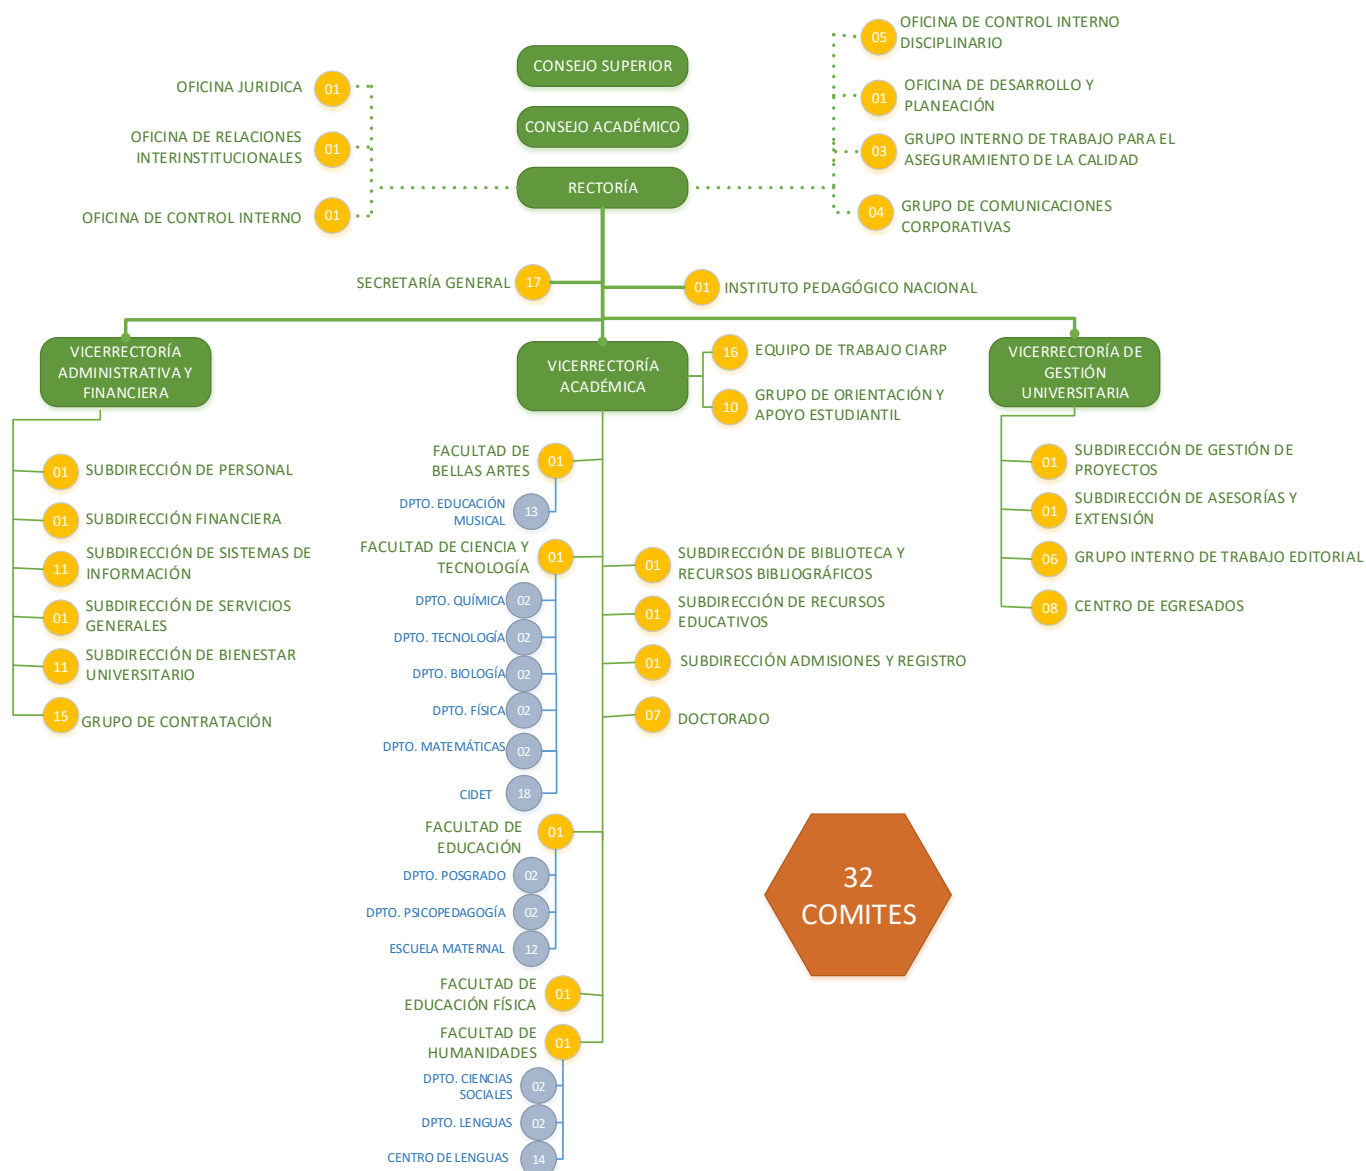 CONSEJO SUPERIOR
CONSEJO ACADÉMICO
RECTORÍA
OFICINA JURIDICA
01
OFICINA DE RELACIONES
INTERINSTITUCIONALES
01
OFICINA DE CONTROL INTERNO
01
05
OFICINA DE CONTROL INTERNO
DISCIPLINARIO
01
OFICINA DE DESARROLLO Y
PLANEACIÓN
03
GRUPO INTERNO DE TRABAJO PARA EL
ASEGURAMIENTO DE LA CALIDAD
04
GRUPO DE COMUNICACIONES
CORPORATIVAS
SECRETARÍA GENERAL
17
01
INSTITUTO PEDAGÓGICO NACIONAL
VICERRECTORÍA
ADMINISTRATIVA Y
FINANCIERA
01
SUBDIRECCIÓN DE PERSONAL
01
SUBDIRECCIÓN FINANCIERA
11
SUBDIRECCIÓN DE SISTEMAS DE
INFORMACIÓN
01
SUBDIRECCIÓN DE SERVICIOS
GENERALES
11
SUBDIRECCIÓN DE BIENESTAR
UNIVERSITARIO
15
GRUPO DE CONTRATACIÓN
VICERRECTORÍA
ACADÉMICA
16
EQUIPO DE TRABAJO CIARP
10
GRUPO DE ORIENTACIÓN Y
APOYO ESTUDIANTIL
FACULTAD DE
BELLAS ARTES
01
DPTO. EDUCACIÓN
MUSICAL
13
FACULTAD DE CIENCIA Y
TECNOLOGÍA
01
DPTO. QUÍMICA
02
DPTO. TECNOLOGÍA
02
DPTO. BIOLOGÍA
02
DPTO. FÍSICA
02
DPTO. MATEMÁTICAS
02
CIDET
18
FACULTAD DE
EDUCACIÓN
01
DPTO. POSGRADO
02
DPTO. PSICOPEDAGOGÍA
02
ESCUELA MATERNAL
12
FACULTAD DE
EDUCACIÓN FÍSICA
01
FACULTAD DE
HUMANIDADES
01
DPTO. CIENCIAS
SOCIALES
02
DPTO. LENGUAS
02
CENTRO DE LENGUAS
14
01
SUBDIRECCIÓN DE BIBLIOTECA Y
RECURSOS BIBLIOGRÁFICOS
01
SUBDIRECCIÓN DE RECURSOS
EDUCATIVOS
01
SUBDIRECCIÓN ADMISIONES Y REGISTRO
07
DOCTORADO
VICERRECTORÍA DE
GESTIÓN
UNIVERSITARIA
01
SUBDIRECCIÓN DE GESTIÓN DE
PROYECTOS
01
SUBDIRECCIÓN DE ASESORÍAS Y
EXTENSIÓN
06
GRUPO INTERNO DE TRABAJO EDITORIAL
08
CENTRO DE EGRESADOS
32
COMITES